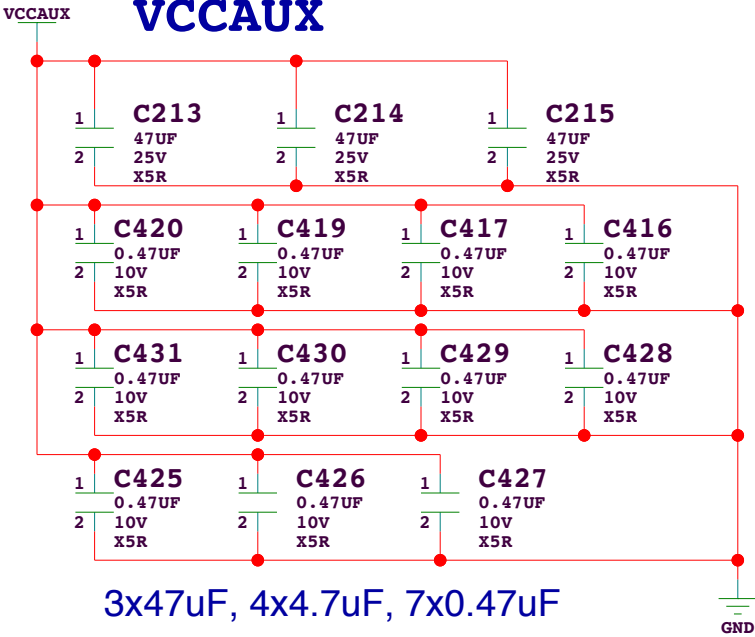 VCCAUX
VCCAUX
1 C213
47UF
2 25V
X5R
1 C214
47UF
2 25V
X5R
1 C215
47UF
2 25V
X5R
1 C420
0.47UF
2 10V
X5R
1 C419
0.47UF
2 10V
X5R
1 C417
0.47UF
2 10V
X5R
1 C416
0.47UF
2 10V
X5R
1 C431
0.47UF
2 10V
X5R
1 C430
0.47UF
2 10V
X5R
1 C429
0.47UF
2 10V
X5R
1 C428
0.47UF
2 10V
X5R
1 C425
0.47UF
2 10V
X5R
1 C426
0.47UF
2 10V
X5R
1 C427
0.47UF
2 10V
X5R
3x47uF, 4x4.7uF, 7x0.47uF
GND